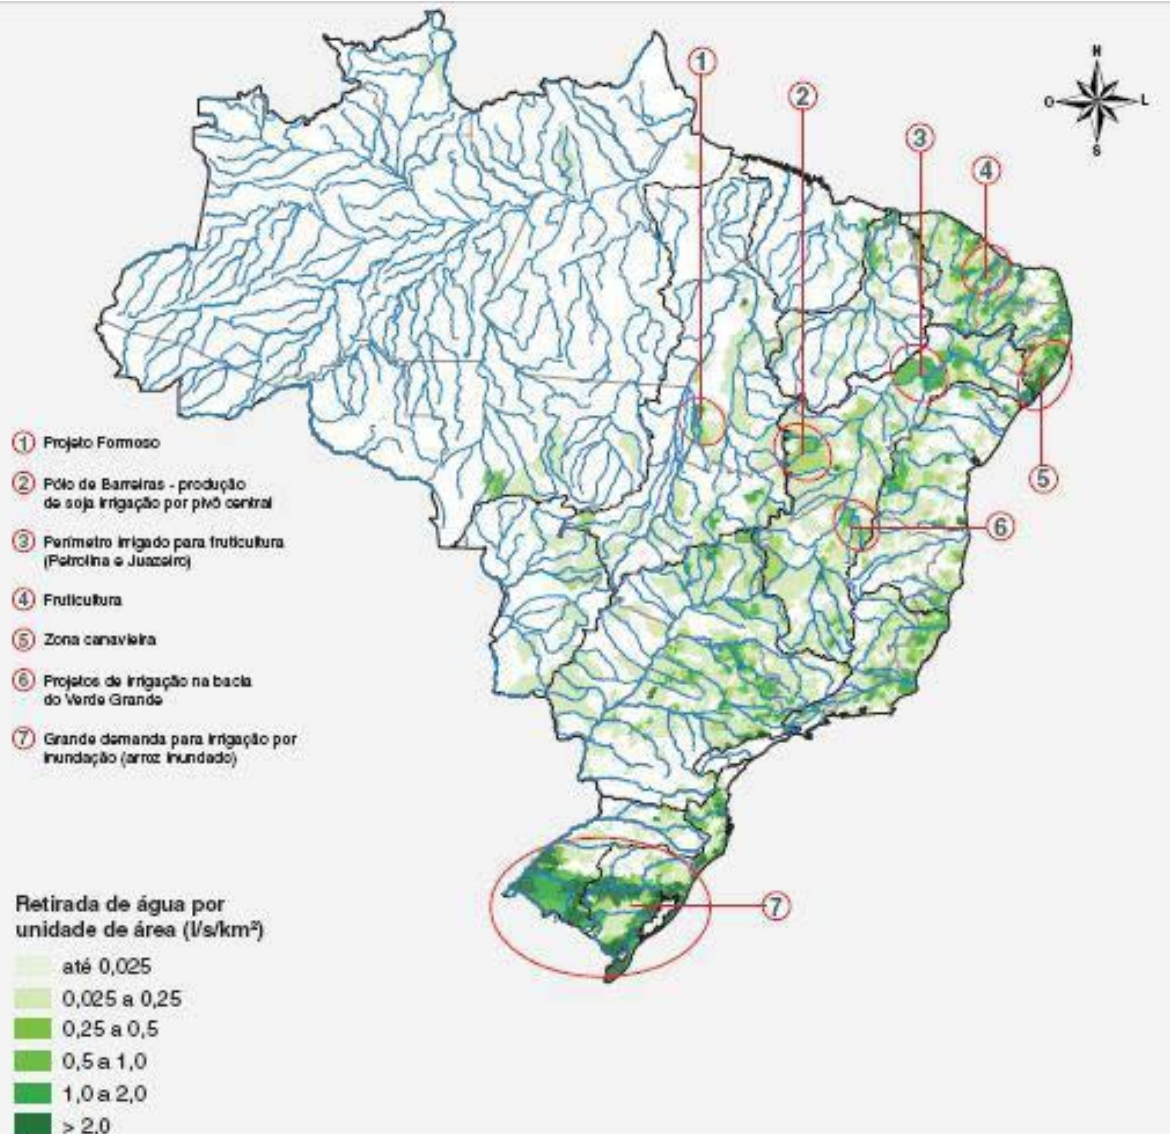 N
O
L
S
1
2
3
4
5
6
7
1 Projeto Formoso
2 Pólo de Barreiras - produção
de soja irrigação por pivô central
3 Perímetro irrigado para fruticultura
(Petrolina e Juazeiro)
4 Fruticultura
5 Zona canavieira
6 Projetos de irrigação na bacia
do Verde Grande
7 Grande demanda para irrigação por
inundação (arroz inundado)
Retirada de água por
unidade de área (l/s/km²)
até 0,025
0,025 a 0,25
0,25 a 0,5
0,5 a 1,0
1,0 a 2,0
> 2,0